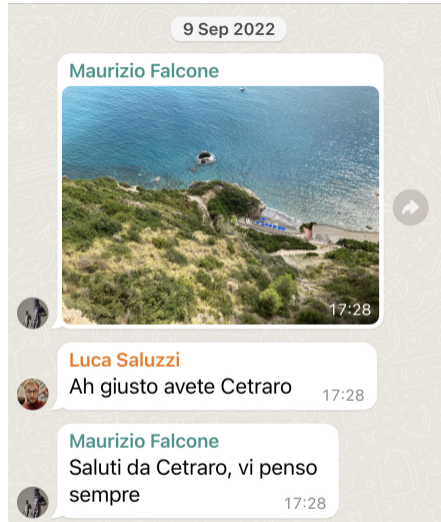 9 Sep 2022
Maurizio Falcone
17:28
Luca Saluzzi
Ah giusto avete Cetraro
17:28
Maurizio Falcone
Saluti da Cetraro, vi penso
sempre
17:28